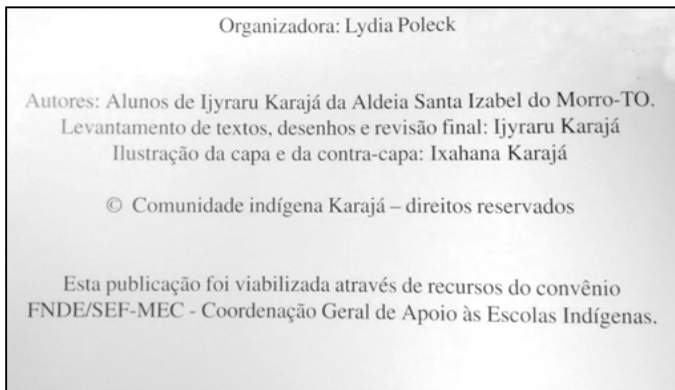 Organizadora: Lydia Poleck
Autores: Alunos de Ijyraru Karajá da Aldeia Santa Izabel do Morro-TO.
Levantamento de textos, desenhos e revisão final: Ijyraru Karajá
Ilustração da capa e da contra-capa: Ixahana Karajá
© Comunidade indígena Karajá – direitos reservados
Esta publicação foi viabilizada através de recursos do convênio
FNDE/SEF-MEC - Coordenação Geral de Apoio às Escolas Indígenas.